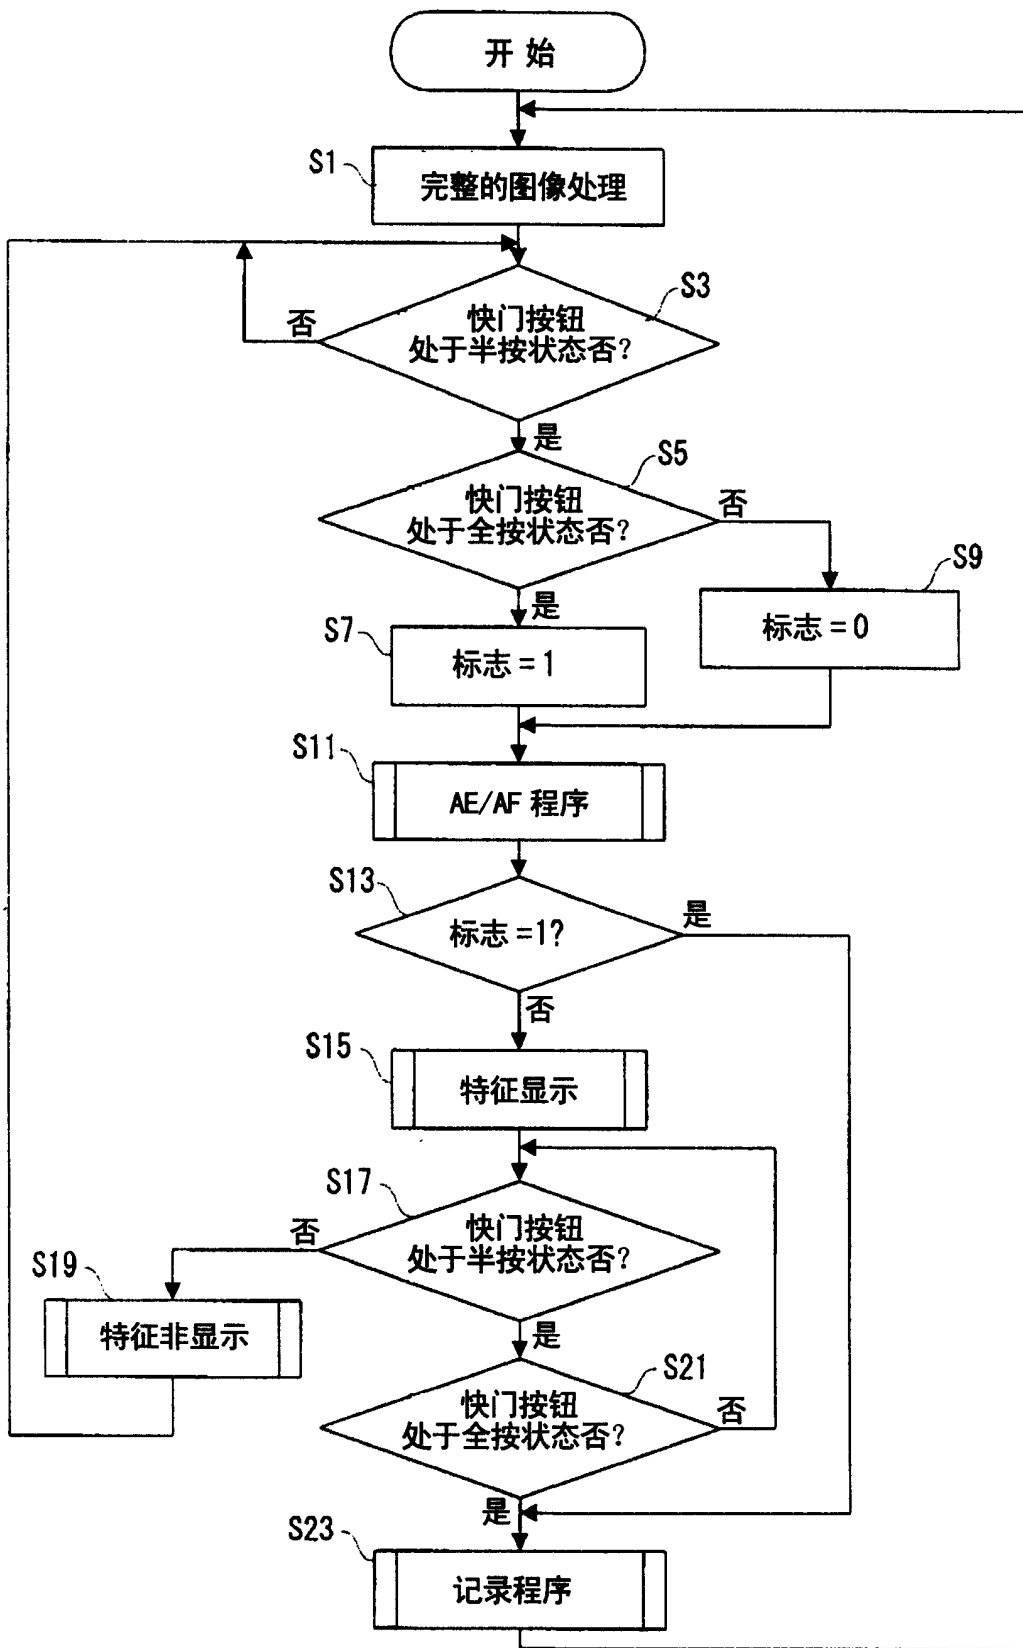 开始
S1
完整的图像处理
S3
快门按钮
处于半按状态否?
否
是
S5
快门按钮
处于全按状态否?
否
是
S9
标志=0
S7
标志=1
S11
AE/AF 程序
S13
标志=1?
是
否
S15
特征显示
S17
快门按钮
处于半按状态否?
否
是
S19
特征非显示
S21
快门按钮
处于全按状态否?
否
是
S23
记录程序